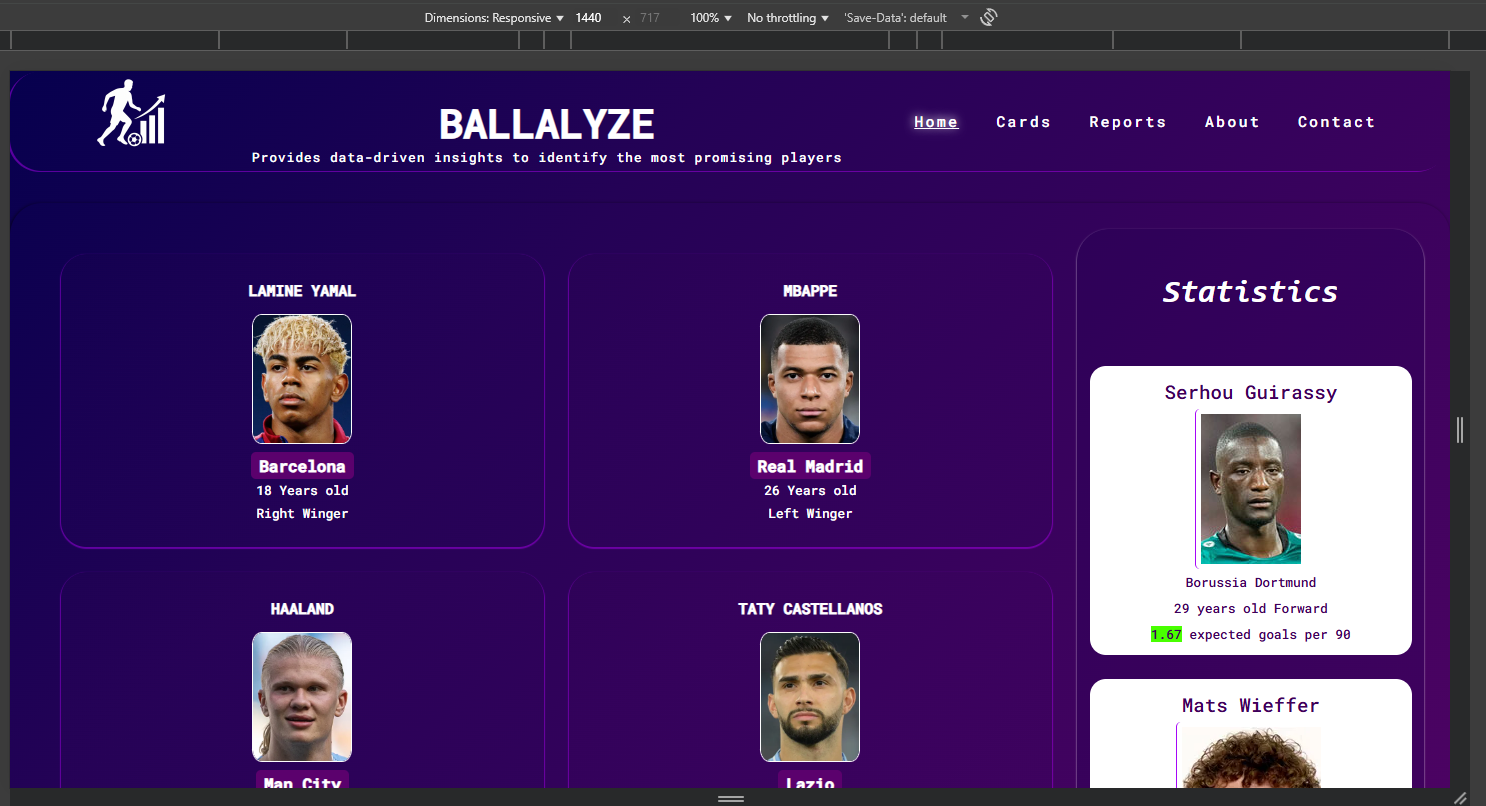 Dimensions: Responsive ▼ 1440 × 717 100% ▼ No throttling ▼ 'Save-Data': default
BALLALYZE
Provides data-driven insights to identify the most promising players
Home Cards Reports About Contact
LAMINE YAMAL
Barcelona
18 Years old
Right Winger
MBAPPE
Real Madrid
26 Years old
Left Winger
HAALAND
Man City
TATY CASTELLANOS
Lazio
Statistics
Serhou Guirassy
Borussia Dortmund
29 years old Forward
1.67 expected goals per 90
Mats Wieffer